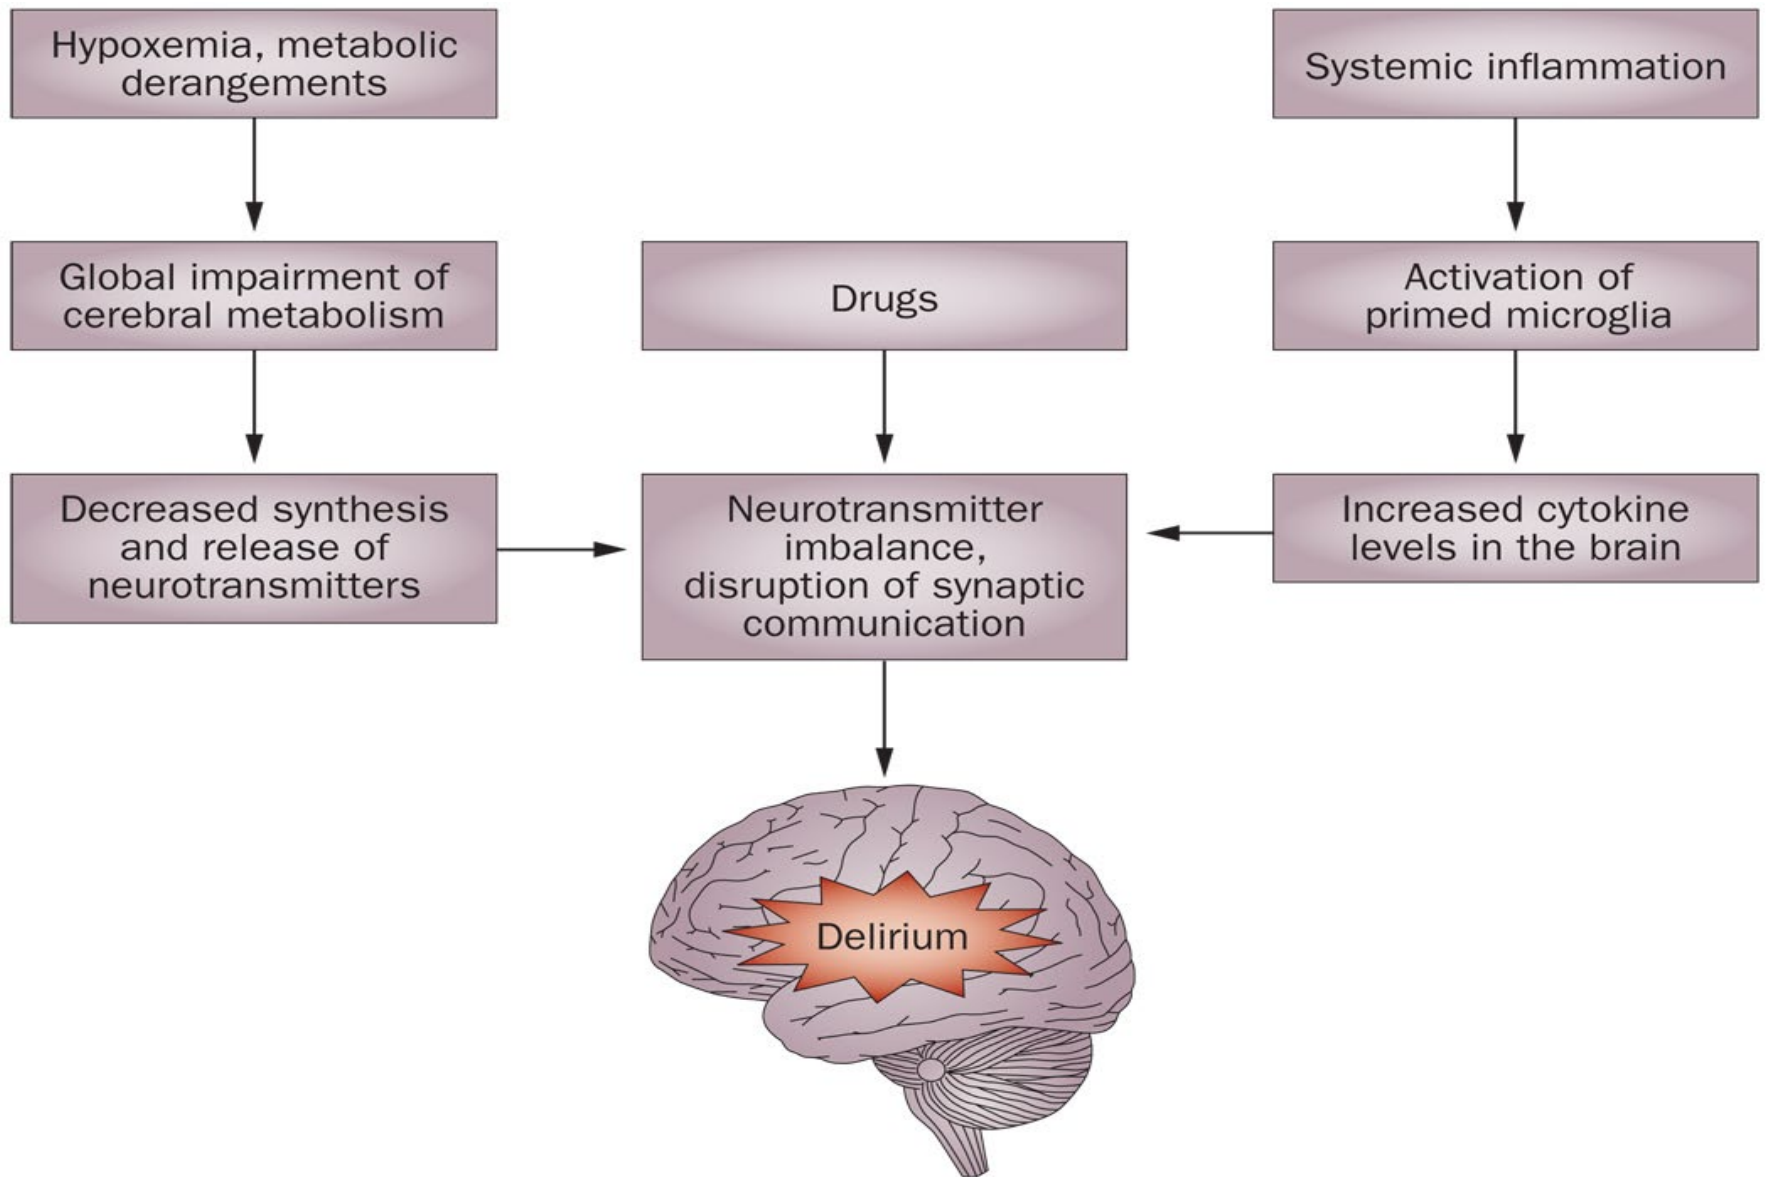 Hypoxemia, metabolic
derangements
Systemic inflammation
Global impairment of
cerebral metabolism
Drugs
Activation of
primed microglia
Decreased synthesis
and release of
neurotransmitters
Neurotransmitter
imbalance,
disruption of synaptic
communication
Increased cytokine
levels in the brain
Delirium